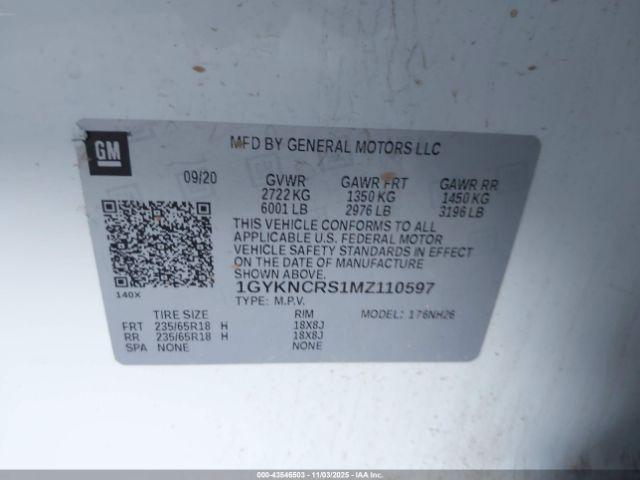 GM
MFD BY GENERAL MOTORS LLC
09/20 GVWR GAWR FRT GAWR RR
2722 KG 1350 KG 1450 KG
6001 LB 2976 LB 3196 LB
THIS VEHICLE CONFORMS TO ALL
APPLICABLE U.S. FEDERAL MOTOR
VEHICLE SAFETY STANDARDS IN EFFECT
ON THE DATE OF MANUFACTURE
SHOWN ABOVE.
140X
1GYKNCRS1MZ110597
TYPE: M.P.V. MODEL: 176NH26
TIRE SIZE RIM
FRT 235/65R18 H 18X8J
RR 235/65R18 H 18X8J
SPA NONE NONE
000-43546503 - 11/03/2025 - IAA Inc.